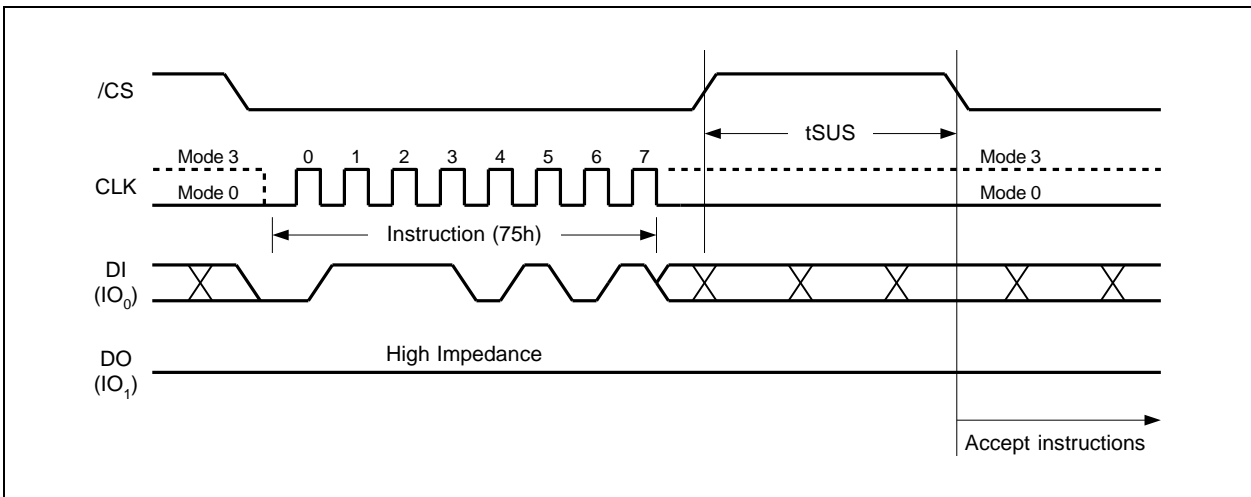 /CS
tSUS
Mode 3 0 1 2 3 4 5 6 7 Mode 3
CLK
Mode 0 Mode 0
Instruction (75h)
DI
(IO₀)
High Impedance
DO
(IO₁)
Accept instructions